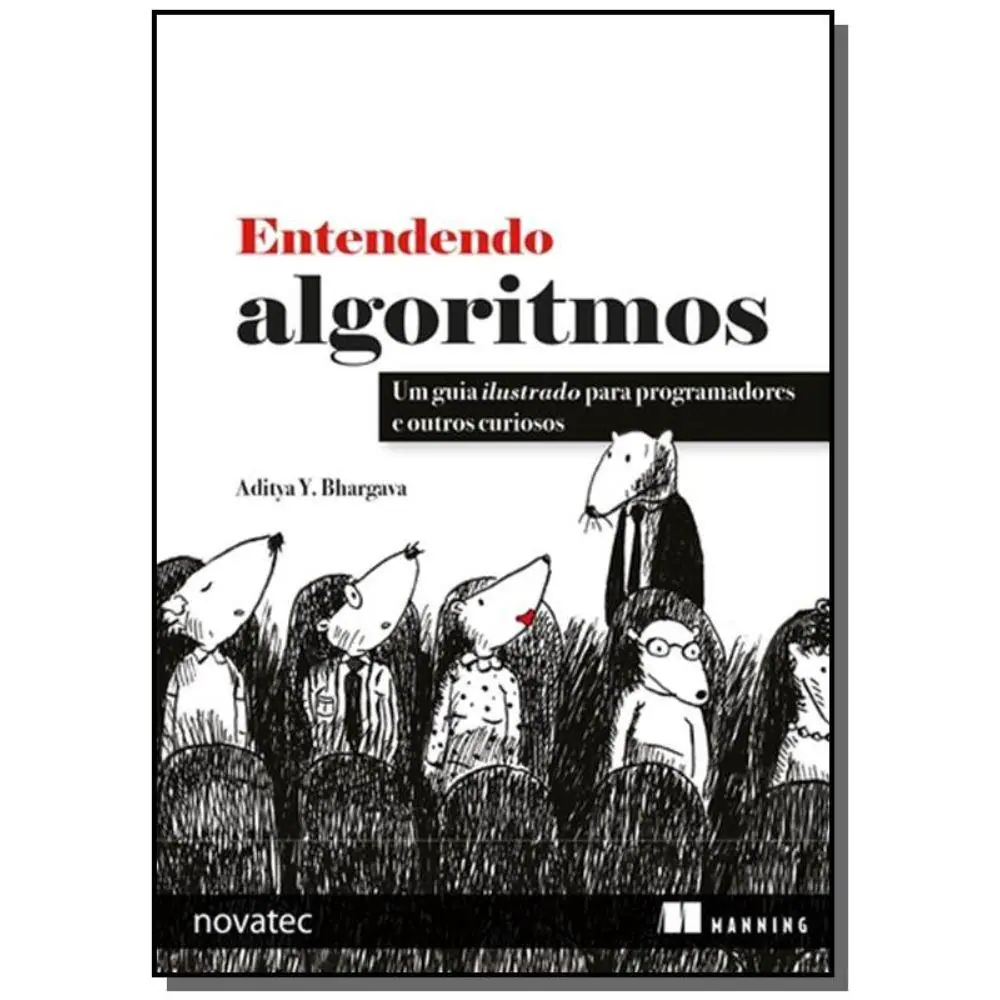 Entendendo
algoritmos
Um guia ilustrado para programadores
e outros curiosos
Aditya Y. Bhargava
novatec
MANNING